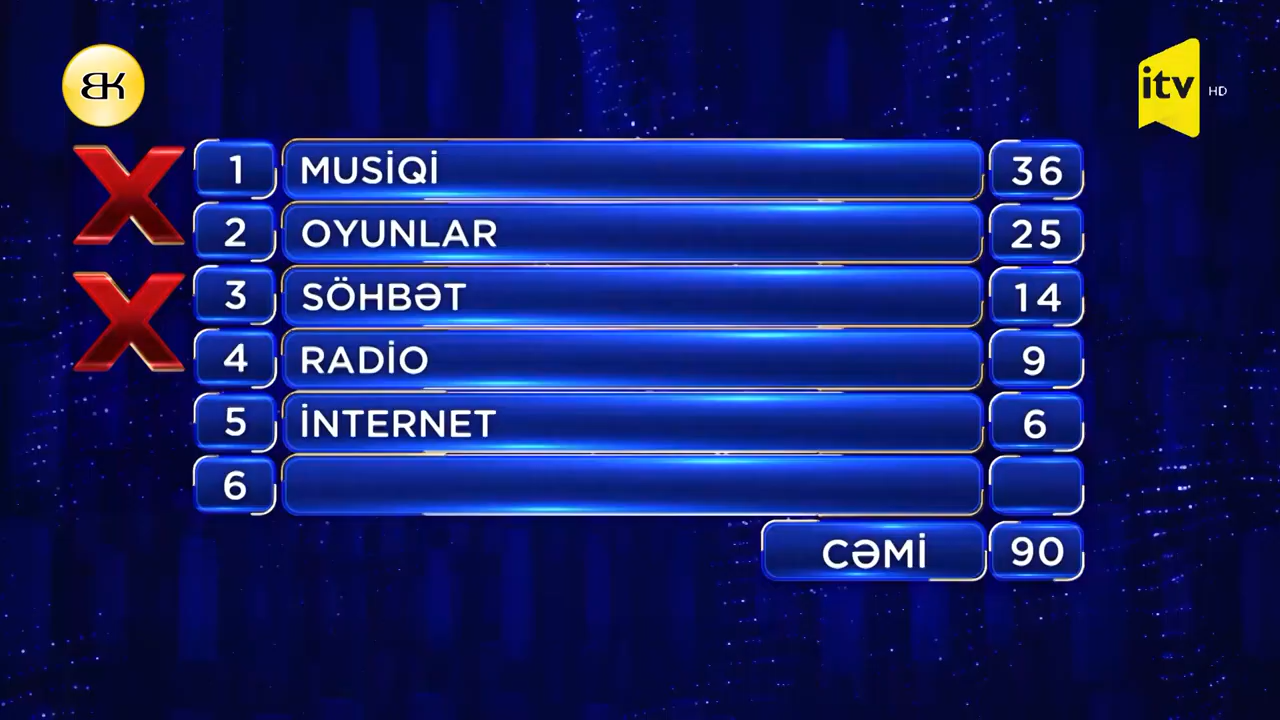 ЭK
itv HD
X
1 MUSİQİ 36
2 OYUNLAR 25
X
3 SÖHBƏT 14
4 RADİO 9
5 İNTERNET 6
6
CƏMİ 90